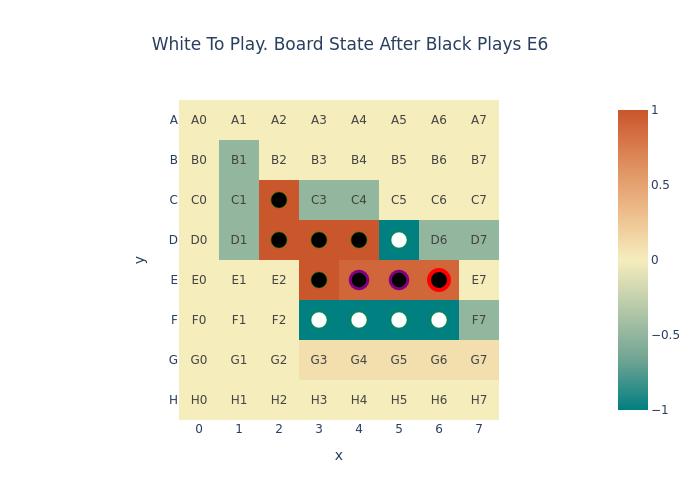 White To Play. Board State After Black Plays E6
A A0 A1 A2 A3 A4 A5 A6 A7
B B0 B1 B2 B3 B4 B5 B6 B7
C C0 C1 C3 C4 C5 C6 C7
D D0 D1 D6 D7
E E0 E1 E2 E7
F F0 F1 F2 F7
G G0 G1 G2 G3 G4 G5 G6 G7
H H0 H1 H2 H3 H4 H5 H6 H7
0 1 2 3 4 5 6 7
x
y
1
0.5
0
−0.5
−1